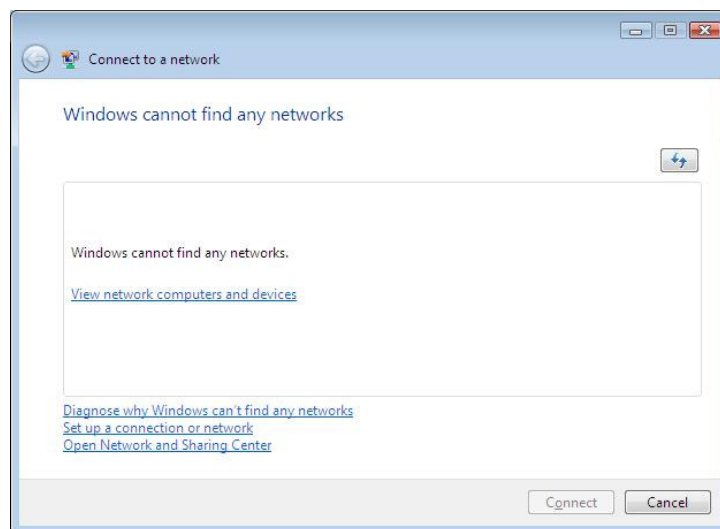 Connect to a network
Windows cannot find any networks
Windows cannot find any networks.
View network computers and devices
Diagnose why Windows can't find any networks
Set up a connection or network
Open Network and Sharing Center
Connect Cancel